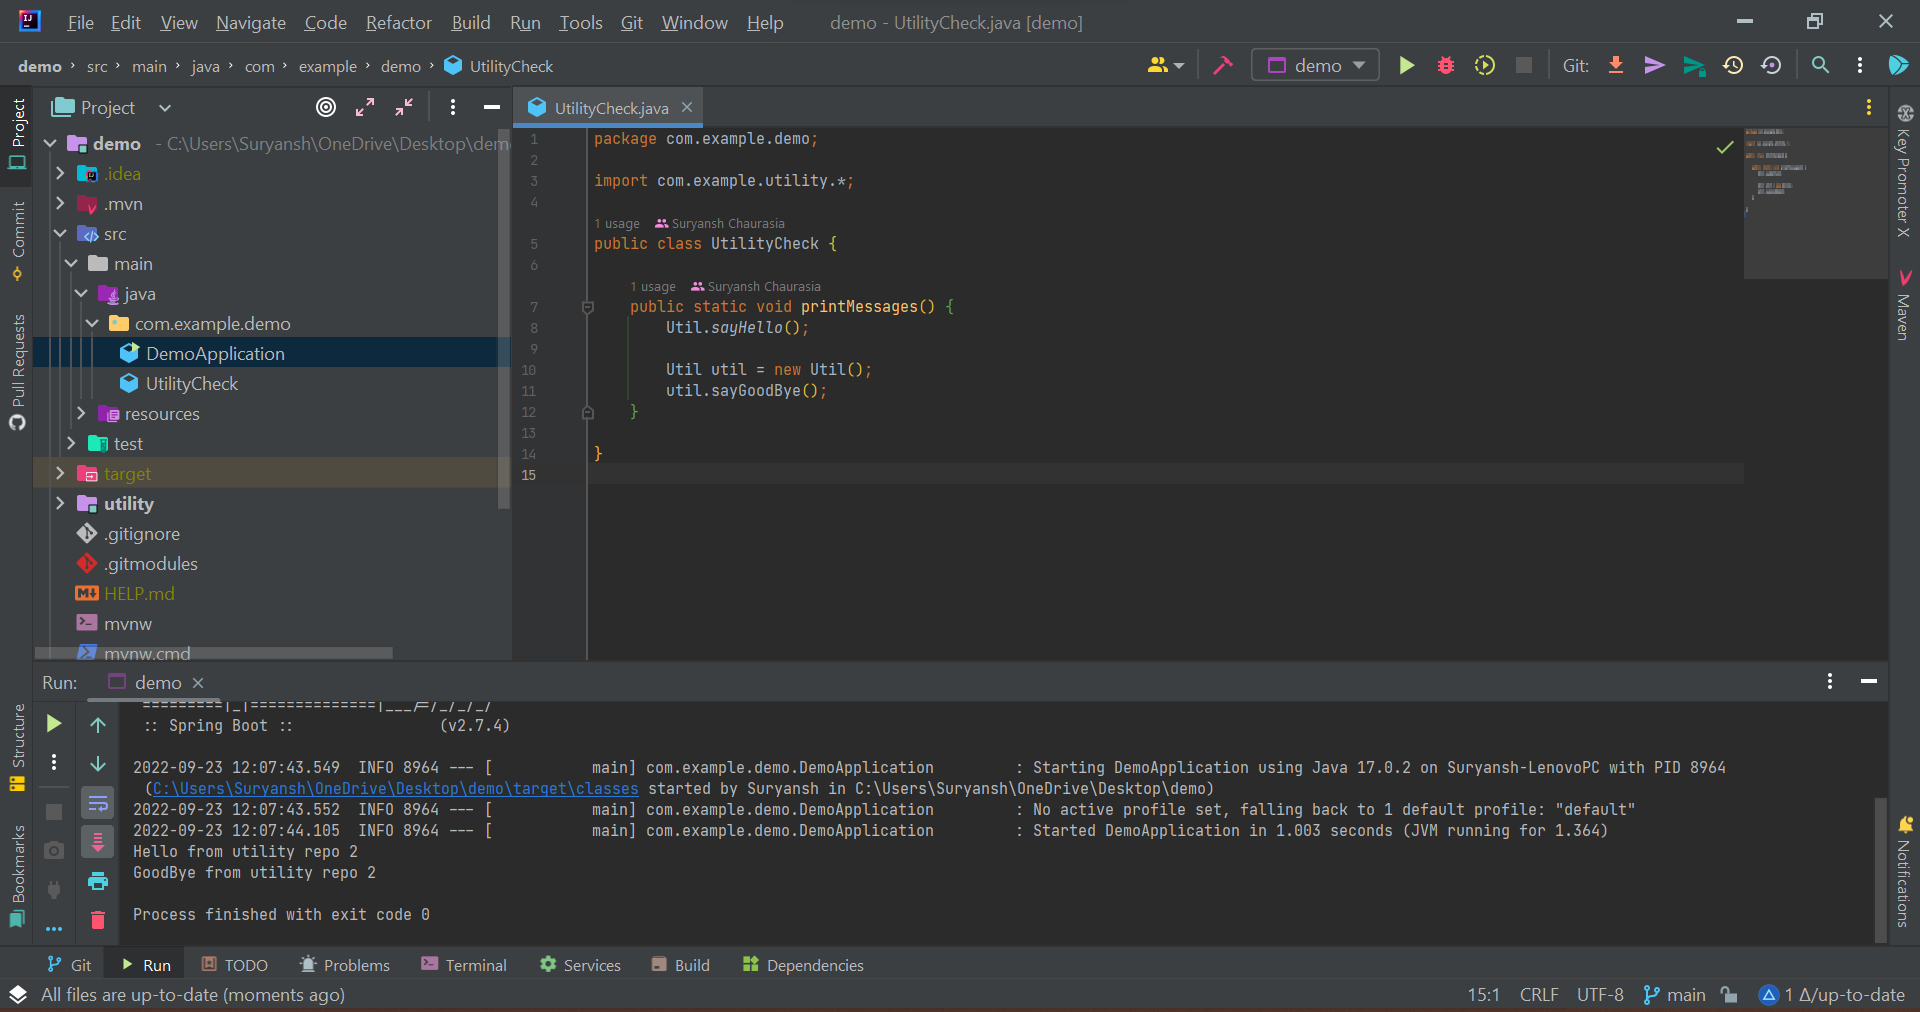 File Edit View Navigate Code Refactor Build Run Tools Git Window Help demo - UtilityCheck.java [demo]
demo › src › main › java › com › example › demo › UtilityCheck
demo
Git:
Project
UtilityCheck.java
demo - C:\Users\Suryansh\OneDrive\Desktop\dem
.idea
.mvn
src
main
java
com.example.demo
DemoApplication
UtilityCheck
resources
test
target
utility
.gitignore
.gitmodules
HELP.md
mvnw
mvnw.cmd
1 package com.example.demo;
2
3 import com.example.utility.*;
4
1 usage Suryansh Chaurasia
5 public class UtilityCheck {
6
1 usage Suryansh Chaurasia
7 public static void printMessages() {
8 Util.sayHello();
9
10 Util util = new Util();
11 util.sayGoodBye();
12 }
13
14 }
15
Project
Commit
Pull Requests
Structure
Bookmarks
Key Promoter X
Maven
Notifications
Run: demo
=========|_|==============|___/=/_/_/_/
:: Spring Boot :: (v2.7.4)
2022-09-23 12:07:43.549 INFO 8964 --- [ main] com.example.demo.DemoApplication : Starting DemoApplication using Java 17.0.2 on Suryansh-LenovoPC with PID 8964
(C:\Users\Suryansh\OneDrive\Desktop\demo\target\classes started by Suryansh in C:\Users\Suryansh\OneDrive\Desktop\demo)
2022-09-23 12:07:43.552 INFO 8964 --- [ main] com.example.demo.DemoApplication : No active profile set, falling back to 1 default profile: "default"
2022-09-23 12:07:44.105 INFO 8964 --- [ main] com.example.demo.DemoApplication : Started DemoApplication in 1.003 seconds (JVM running for 1.364)
Hello from utility repo 2
GoodBye from utility repo 2
Process finished with exit code 0
Git Run TODO Problems Terminal Services Build Dependencies
All files are up-to-date (moments ago)
15:1 CRLF UTF-8 main 1 Δ/up-to-date